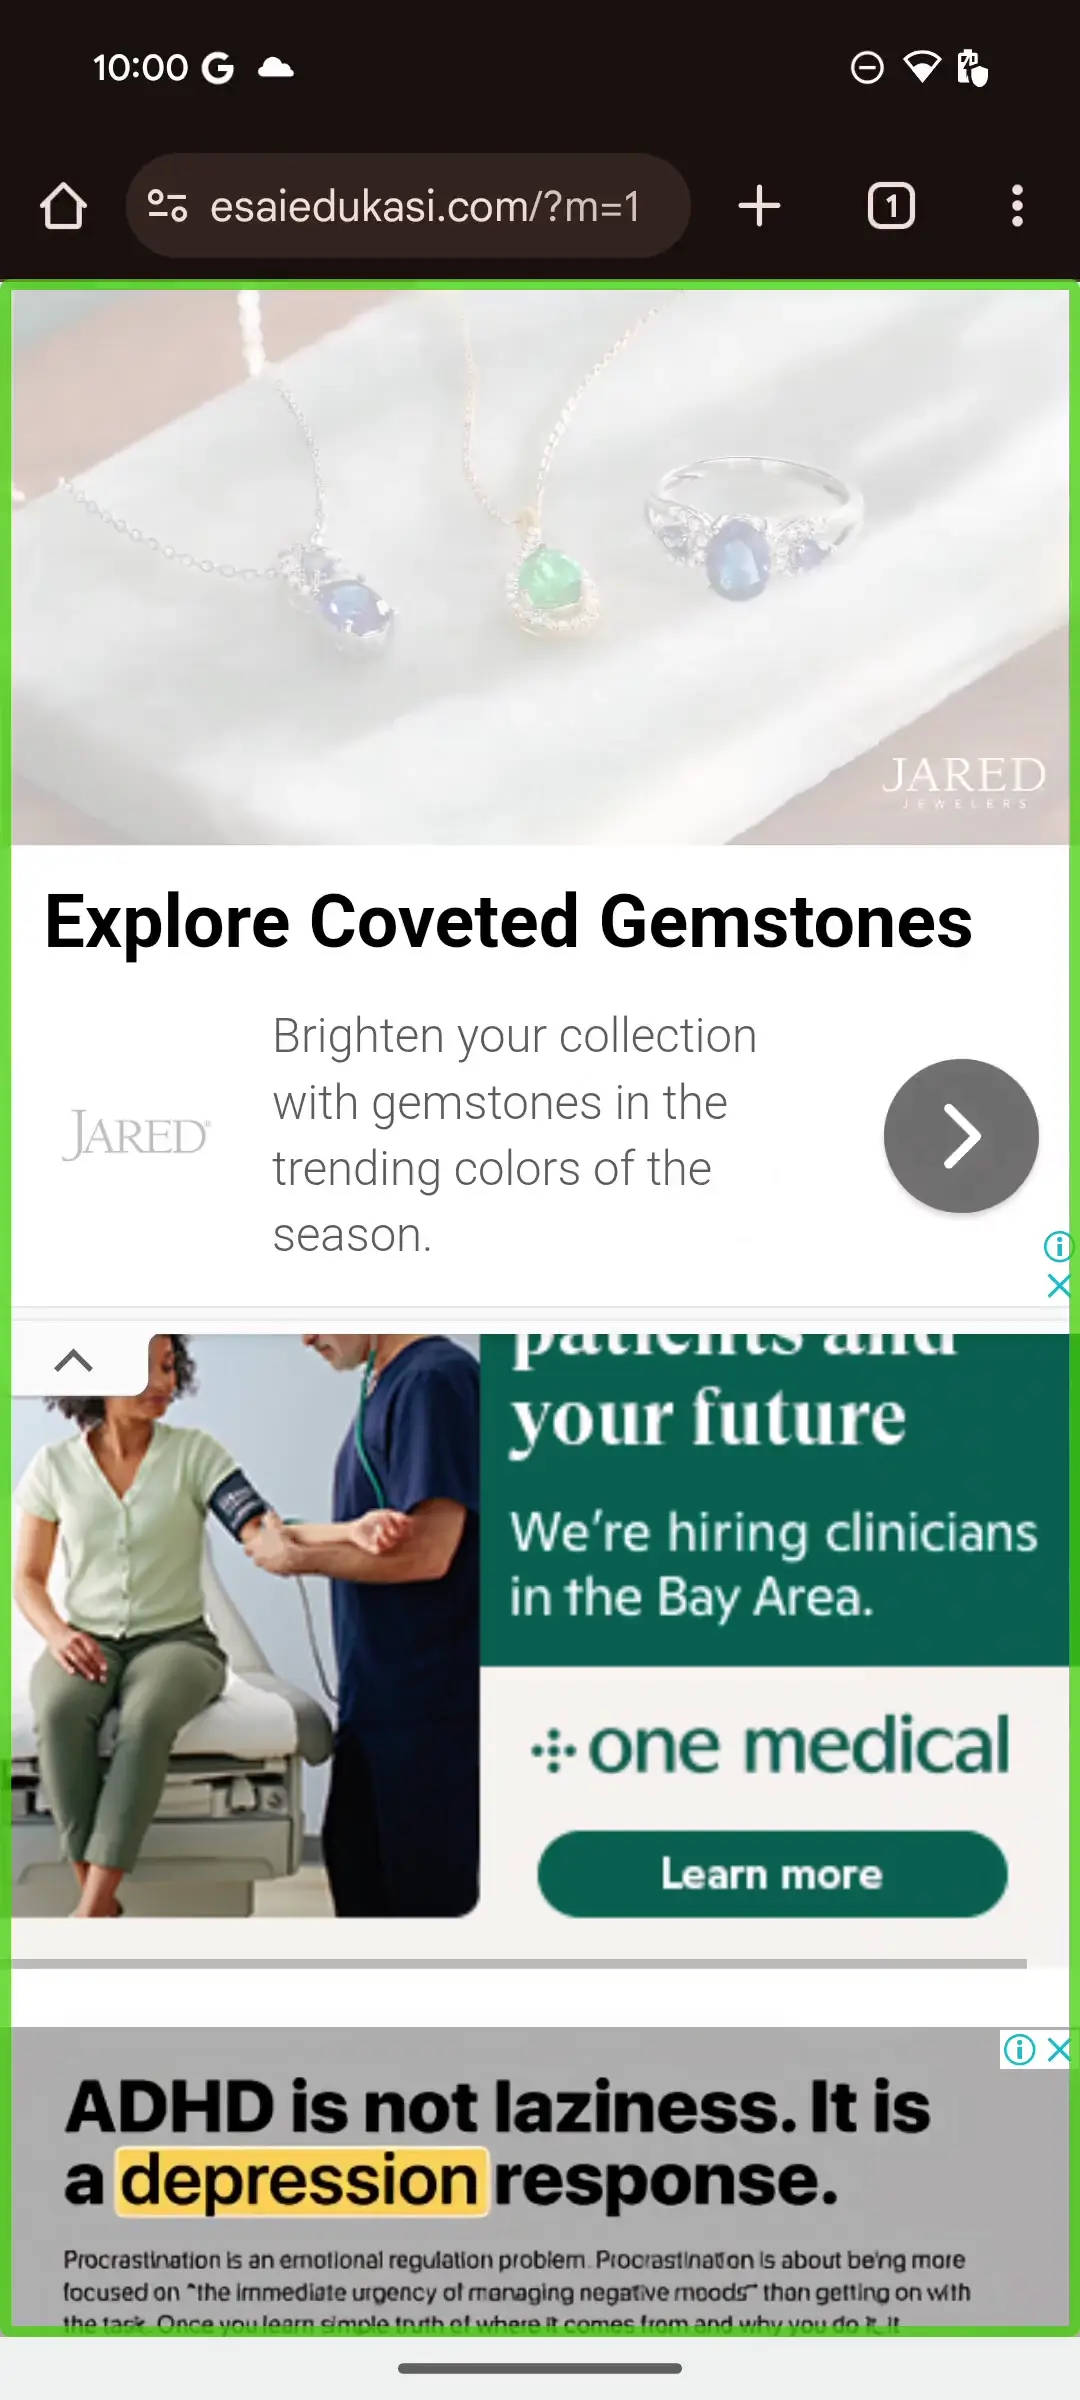 10:00
esaiedukasi.com/?m=1
1
JARED
JEWELERS
Explore Coveted Gemstones
JARED®
Brighten your collection
with gemstones in the
trending colors of the
season.
patients and
your future
We're hiring clinicians
in the Bay Area.
one medical
Learn more
ADHD is not laziness. It is
a depression response.
Procrastination is an emotional regulation problem. Procrastination is about being more
focused on "the immediate urgency of managing negative moods" than getting on with
the task. Once you learn simple truth of where it comes from and why you do it, it